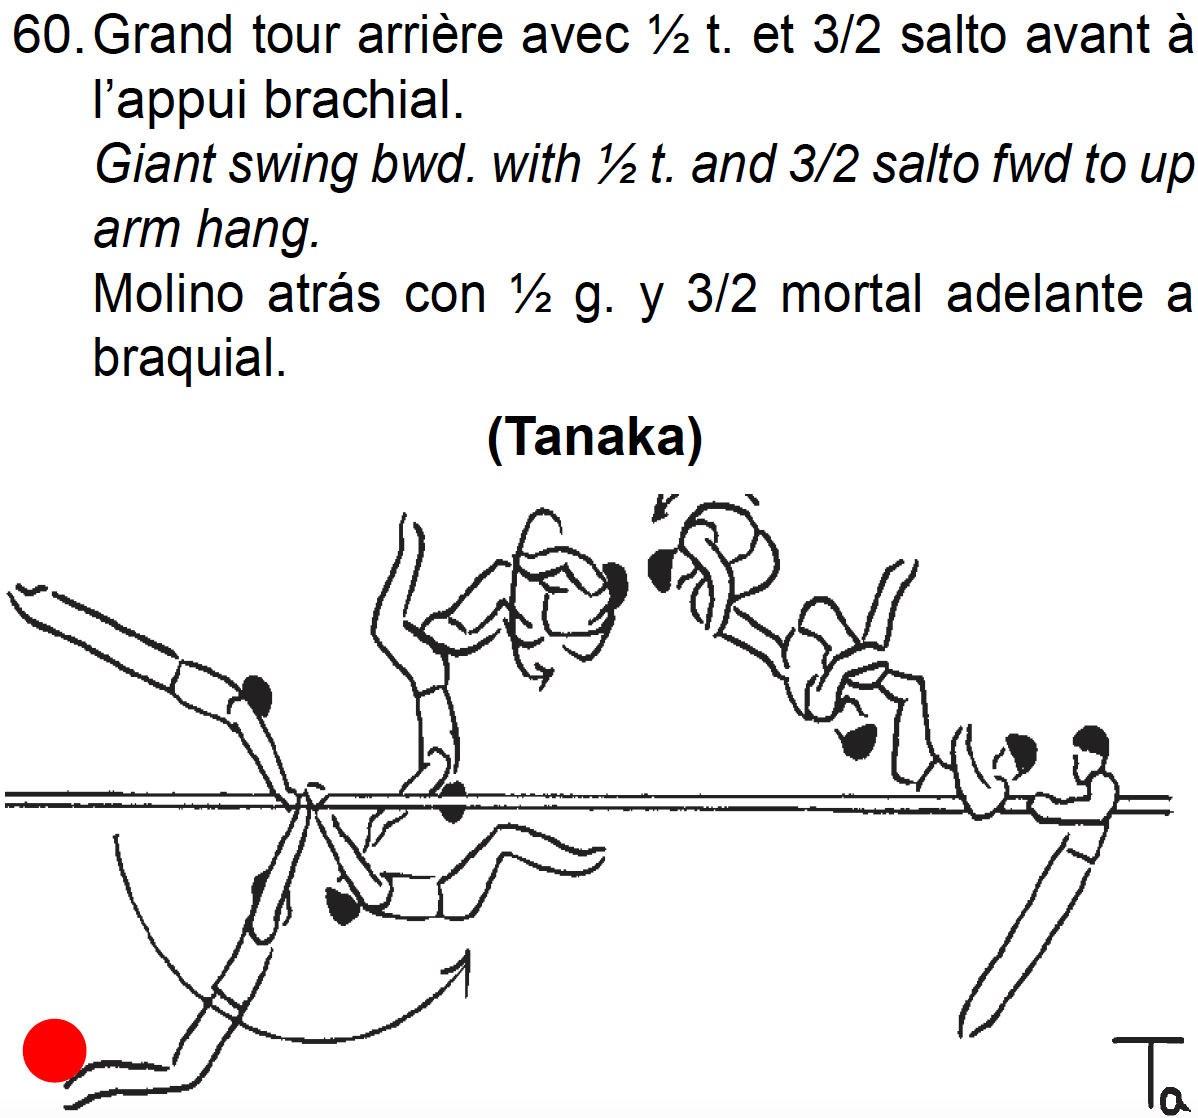 60. Grand tour arrière avec ½ t. et 3/2 salto avant à
l’appui brachial.
Giant swing bwd. with ½ t. and 3/2 salto fwd to up
arm hang.
Molino atrás con ½ g. y 3/2 mortal adelante a
braquial.
(Tanaka)
Ta